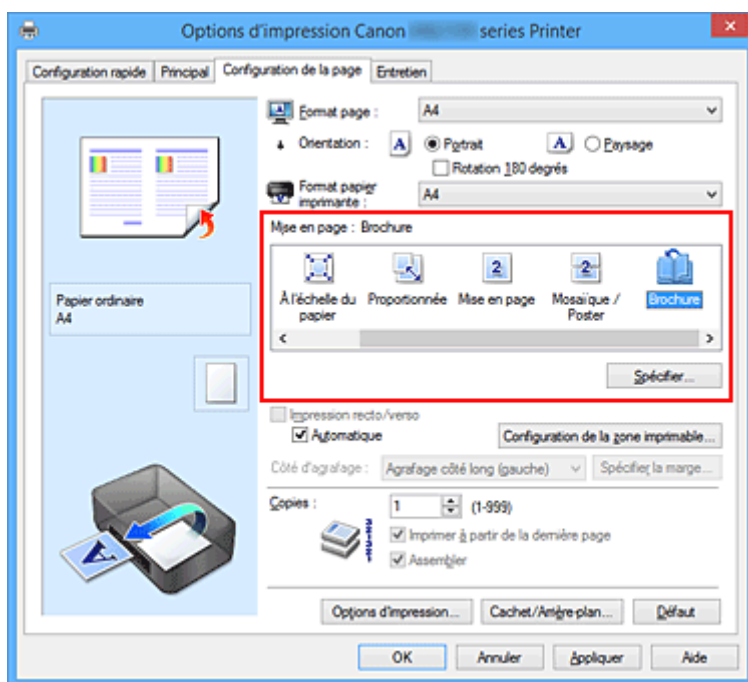 Options d'impression Canon series Printer
Configuration rapide Principal Configuration de la page Entretien
Format page : A4
Orientation : A Portrait A Paysage
Rotation 180 degrés
Format papier
imprimante : A4
Mise en page : Brochure
2 2
À l'échelle du
papier
Proportionnée
Mise en page
Mosaïque /
Poster
Brochure
Spécifier...
Papier ordinaire
A4
Impression recto/verso
Automatique
Configuration de la zone imprimable...
Côté d'agrafage : Agrafage côté long (gauche) Spécifier la marge...
Copies : 1 (1-999)
Imprimer à partir de la dernière page
Assembler
A
Options d'impression... Cachet/Arrière-plan... Défaut
OK Annuler Appliquer Aide